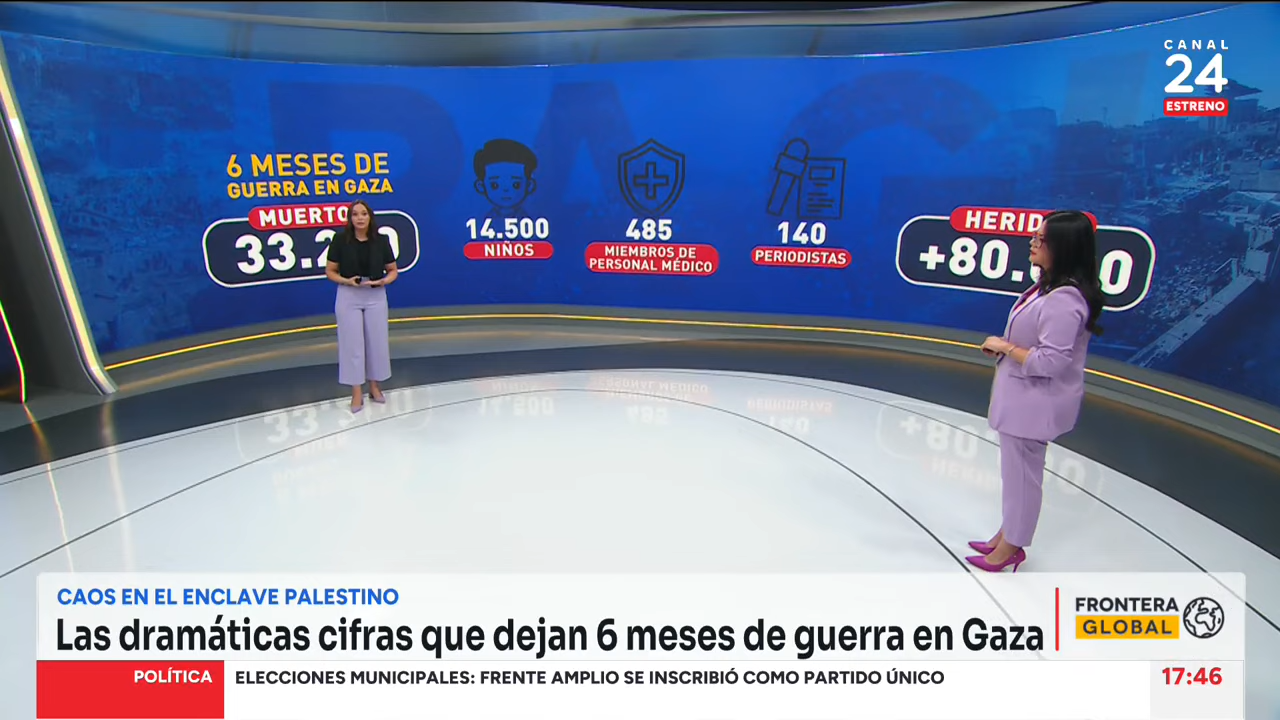 CANAL
24
ESTRENO
6 MESES DE
GUERRA EN GAZA
14.500
NIÑOS
485
MIEMBROS DE
PERSONAL MÉDICO
140
PERIODISTAS
CAOS EN EL ENCLAVE PALESTINO
Las dramáticas cifras que dejan 6 meses de guerra en Gaza
FRONTERA
GLOBAL
POLÍTICA
ELECCIONES MUNICIPALES: FRENTE AMPLIO SE INSCRIBIÓ COMO PARTIDO ÚNICO
17:46